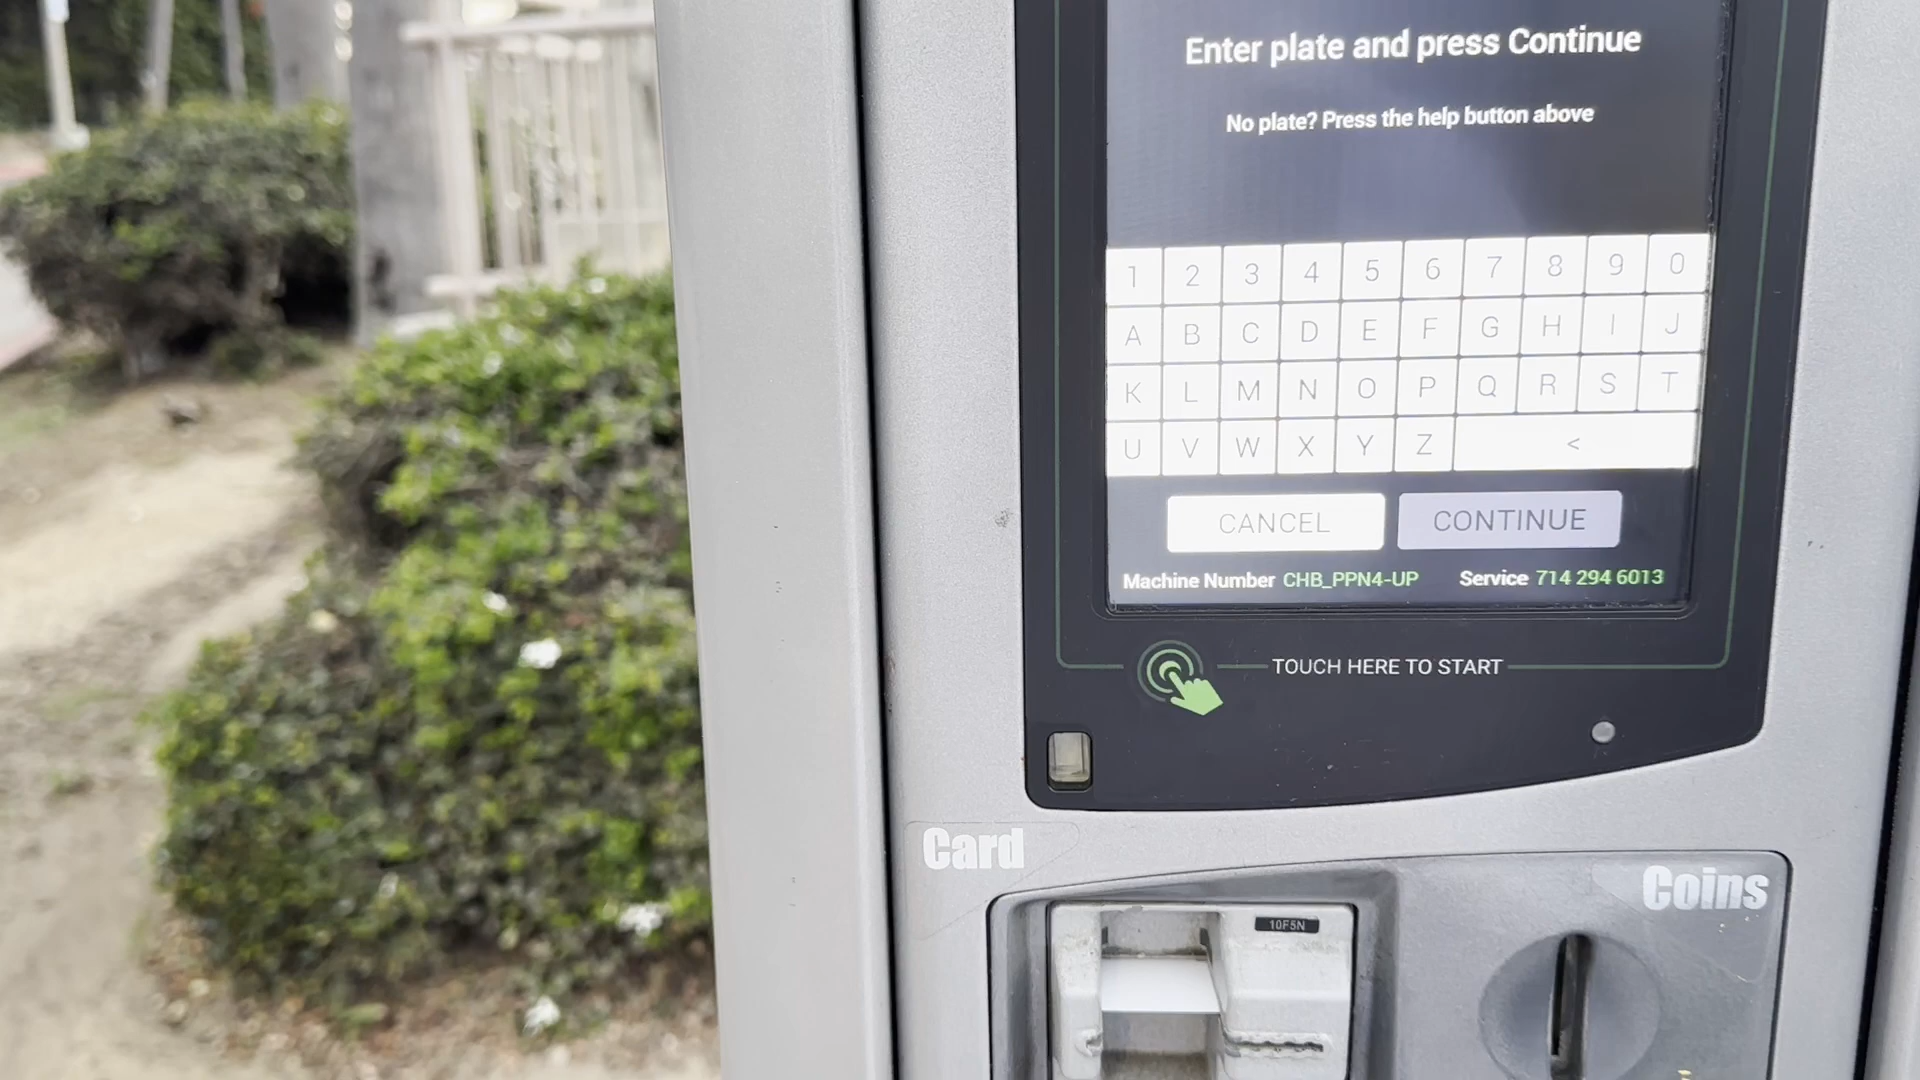 Enter plate and press Continue
No plate? Press the help button above
1 2 3 4 5 6 7 8 9 0
A B C D E F G H I J
K L M N O P Q R S T
U V W X Y Z <
CANCEL CONTINUE
Machine Number CHB_PPN4-UP Service 714 294 6013
TOUCH HERE TO START
Card
Coins
10F5N